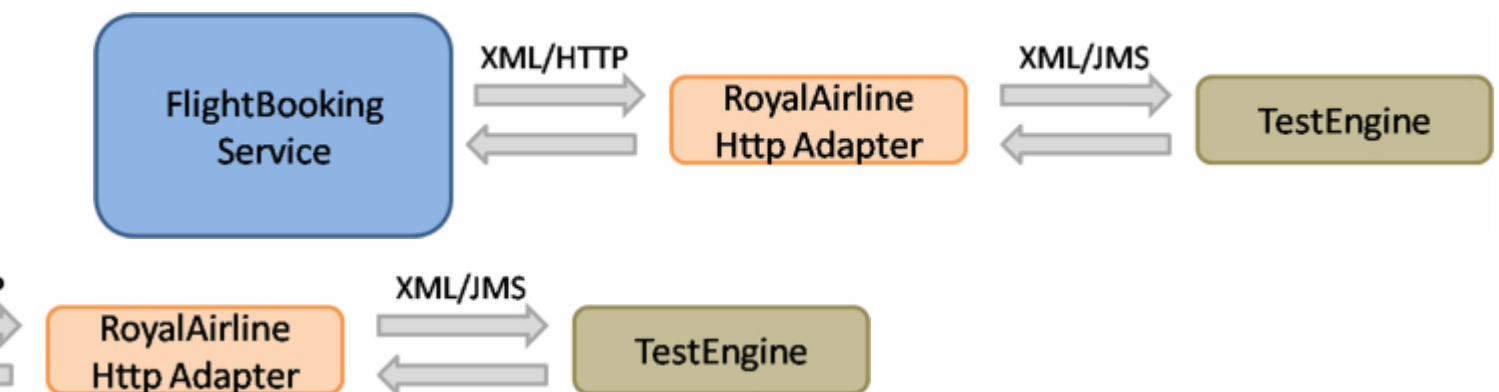 XML/HTTP
XML/JMS
FlightBooking
Service
RoyalAirline
Http Adapter
TestEngine
XML/JMS
RoyalAirline
Http Adapter
TestEngine